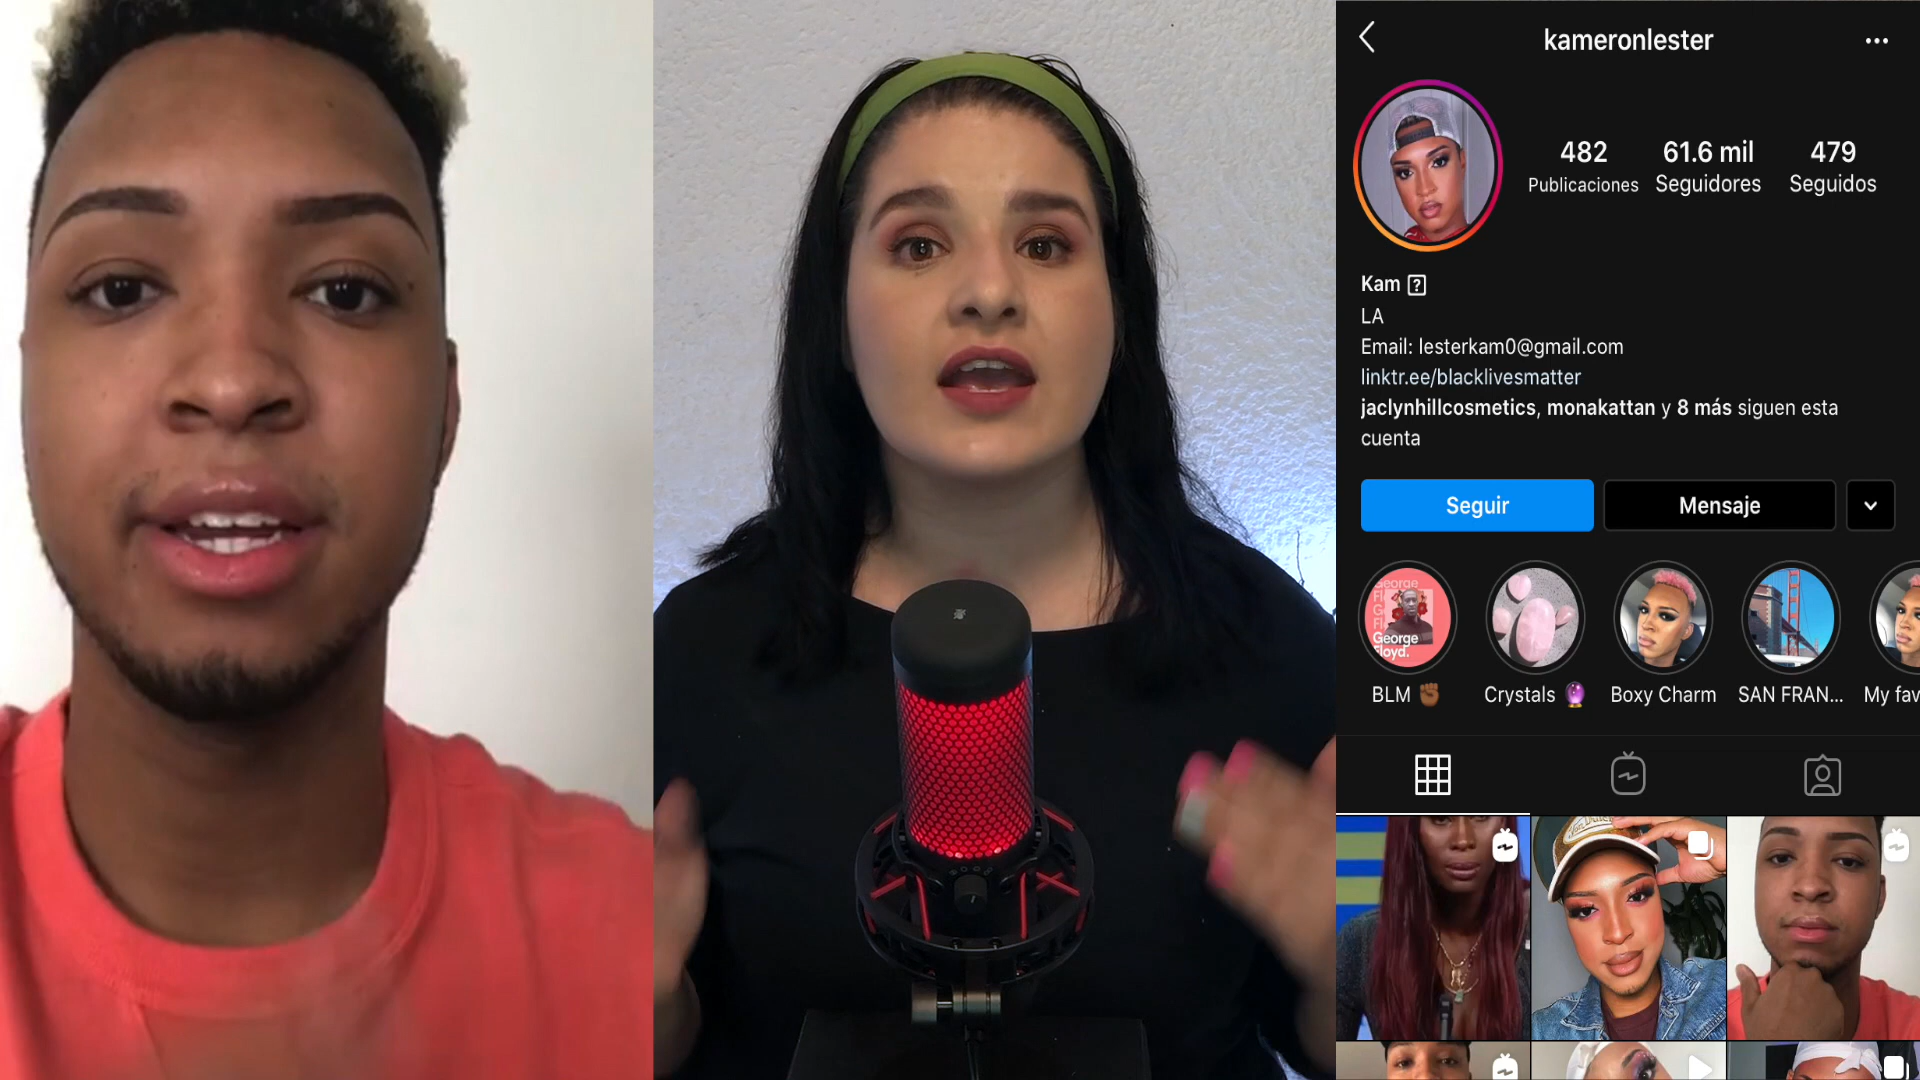 kameronlester
482
61.6 mil
479
Publicaciones
Seguidores
Seguidos
Kam
LA
Email: lesterkam0@gmail.com
linktr.ee/blacklivesmatter
jaclynhillcosmetics, monakattan y 8 más siguen esta
cuenta
Seguir
Mensaje
George
George
Floyd.
BLM ✊🏾
Crystals 🔮
Boxy Charm
SAN FRAN...
My fav